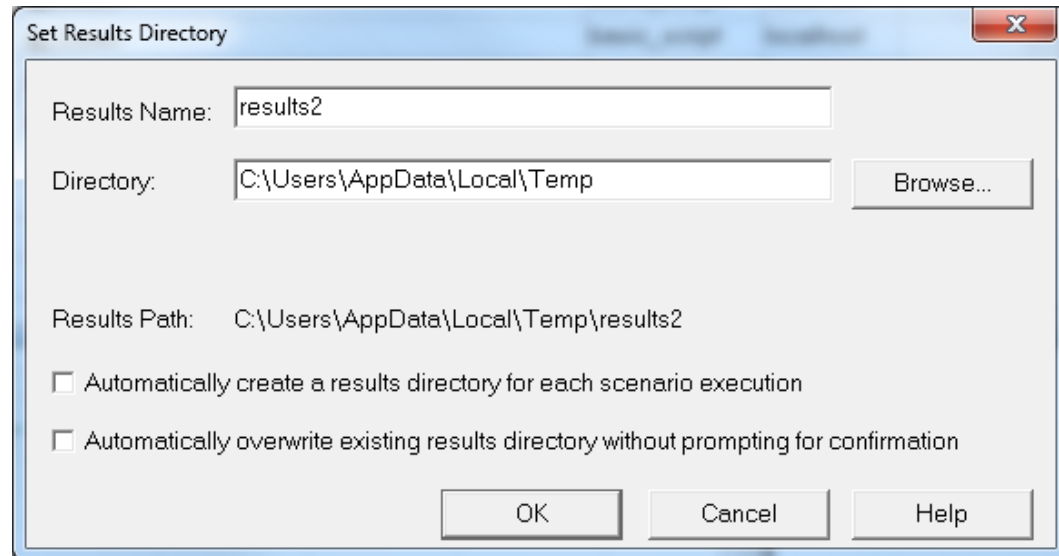 Set Results Directory
Results Name: results2
Directory: C:\Users\AppData\Local\Temp Browse...
Results Path: C:\Users\AppData\Local\Temp\results2
Automatically create a results directory for each scenario execution
Automatically overwrite existing results directory without prompting for confirmation
OK Cancel Help